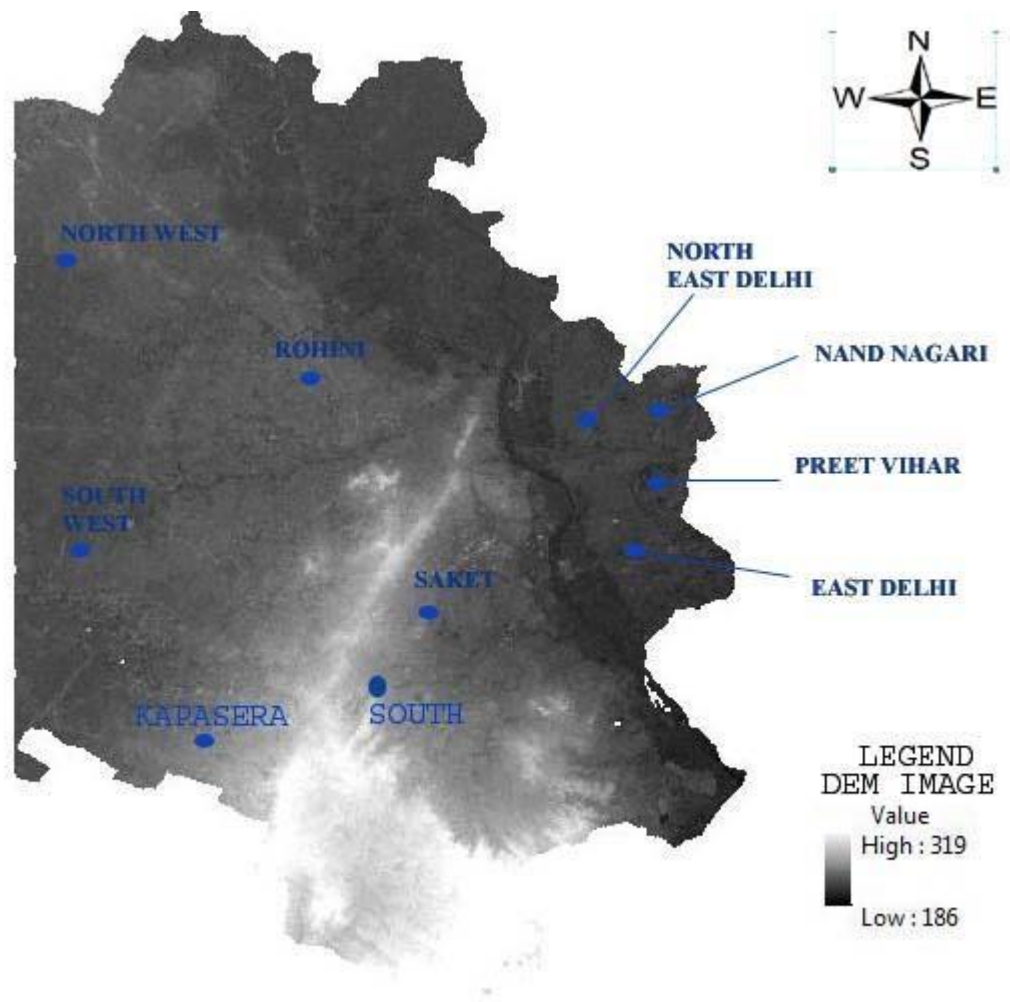 N
W E
S
NORTH WEST
NORTH
EAST DELHI
ROHINI
NAND NAGARI
PREET VIHAR
SOUTH
WEST
SAKET
EAST DELHI
KAPASERA
SOUTH
LEGEND
DEM IMAGE
Value
High : 319
Low : 186